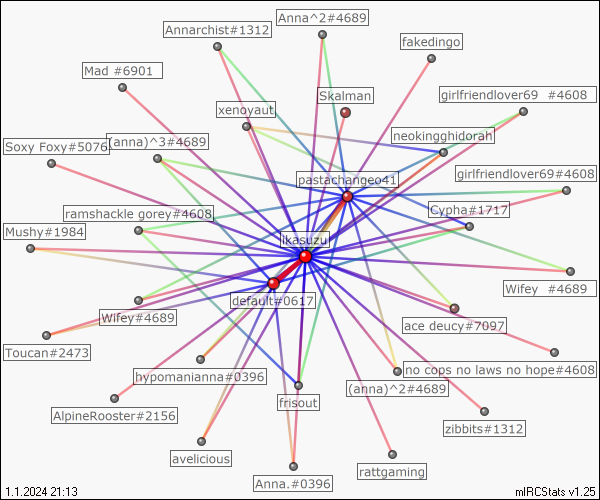 Anna^2#4689
Annarchist#1312
fakedingo
Mad #6901
Skalman
girlfriendlover69  #4608
xenoyaut
neokingghidorah
Soxy Foxy#5076
(anna)^3#4689
pastachangeo41
girlfriendlover69#4608
ramshackle gorey#4608
Cypha#1717
Mushy#1984
ikasuzu
Wifey  #4689
default#0617
Wifey#4689
ace deucy#7097
Toucan#2473
hypomanianna#0396
no cops no laws no hope#4608
(anna)^2#4689
frisout
AlpineRooster#2156
zibbits#1312
avelicious
Anna.#0396
rattgaming
1.1.2024 21:13
mIRCStats v1.25